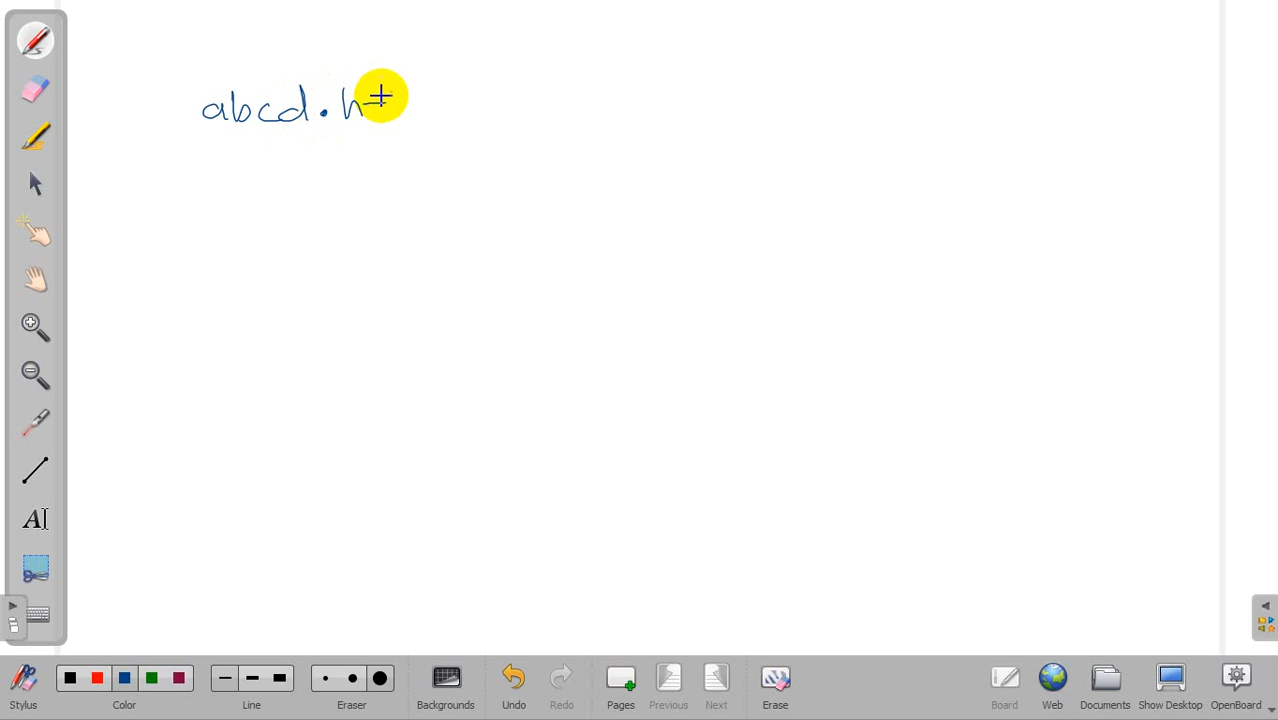 abcd · h=
Stylus
Color
Line
Eraser
Backgrounds
Undo
Redo
Pages
Previous
Next
Erase
Board
Web
Documents
Show Desktop
OpenBoard